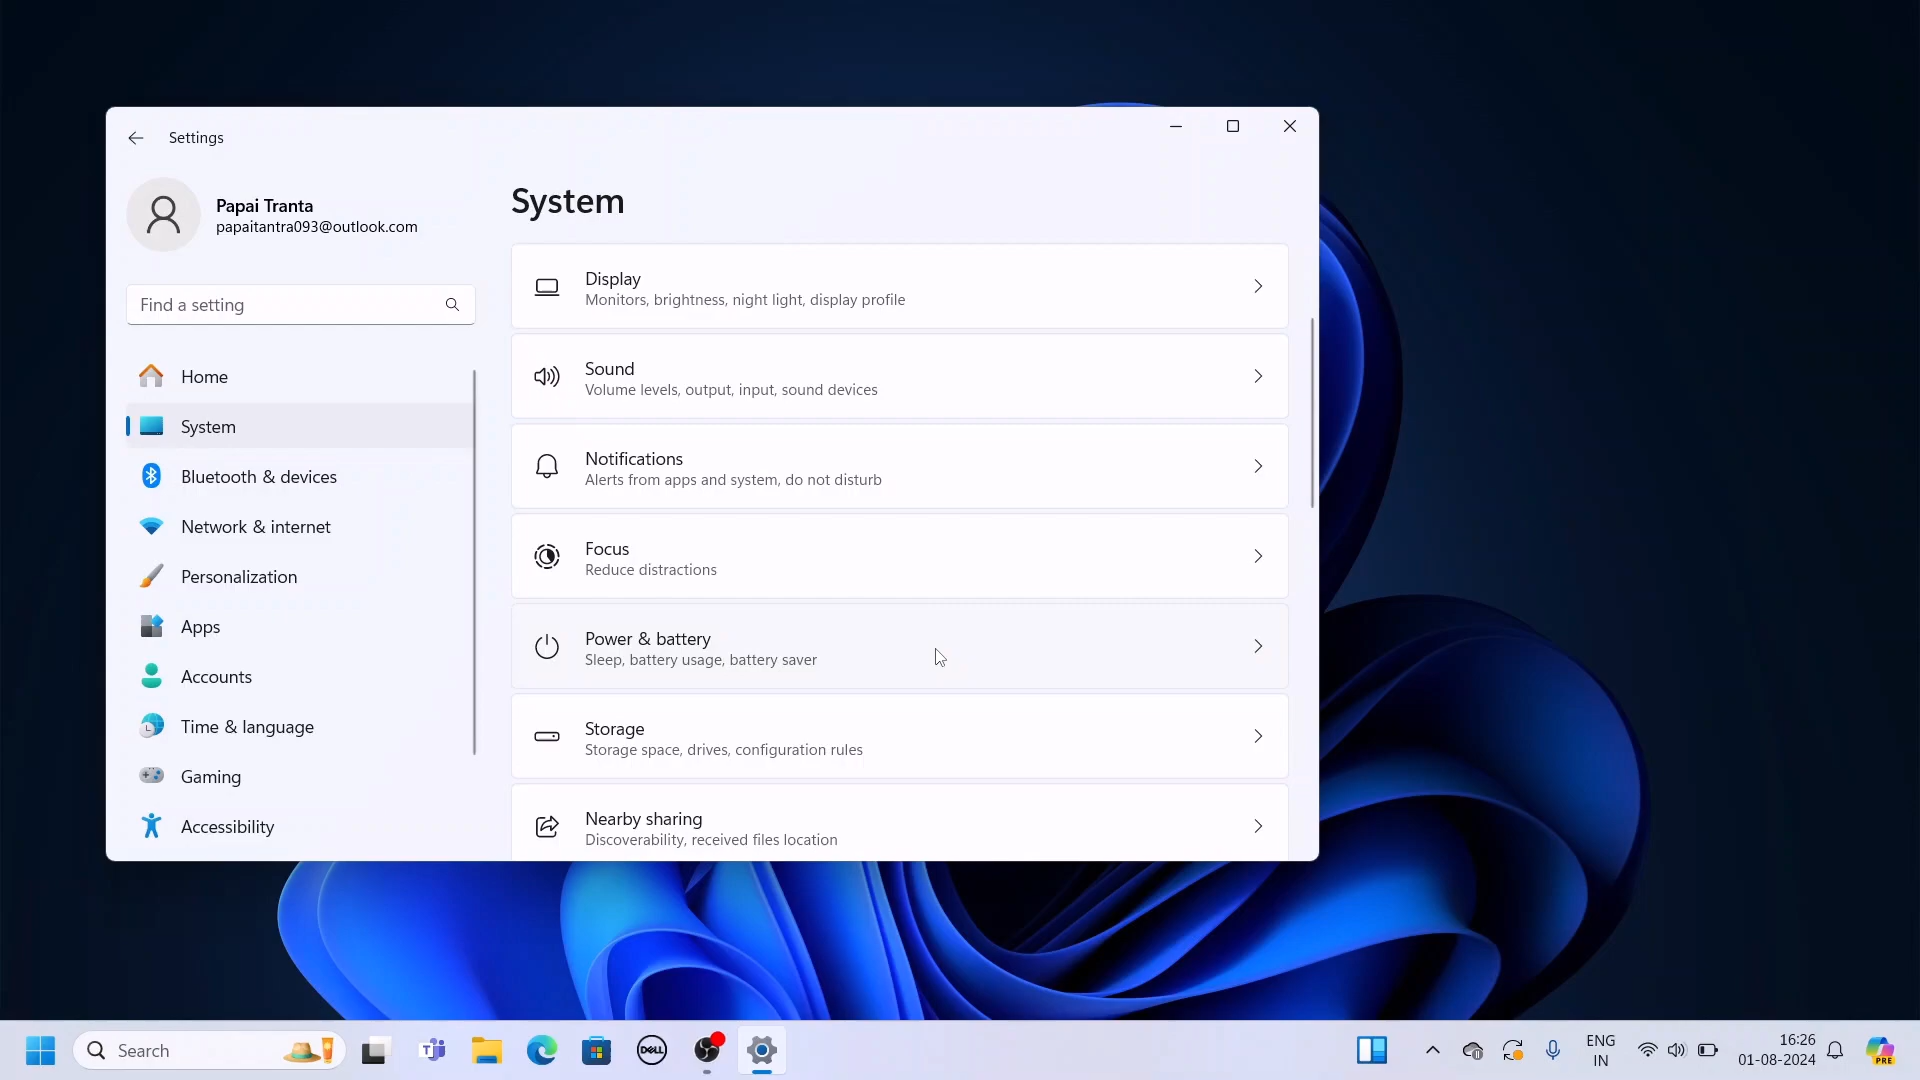 Settings
Papai Tranta
papaitantra093@outlook.com
Find a setting
Home
System
Bluetooth & devices
Network & internet
Personalization
Apps
Accounts
Time & language
Gaming
Accessibility
System
Display
Monitors, brightness, night light, display profile
Sound
Volume levels, output, input, sound devices
Notifications
Alerts from apps and system, do not disturb
Focus
Reduce distractions
Power & battery
Sleep, battery usage, battery saver
Storage
Storage space, drives, configuration rules
Nearby sharing
Discoverability, received files location
Search
DELL
ENG
IN
16:26
01-08-2024
PRE